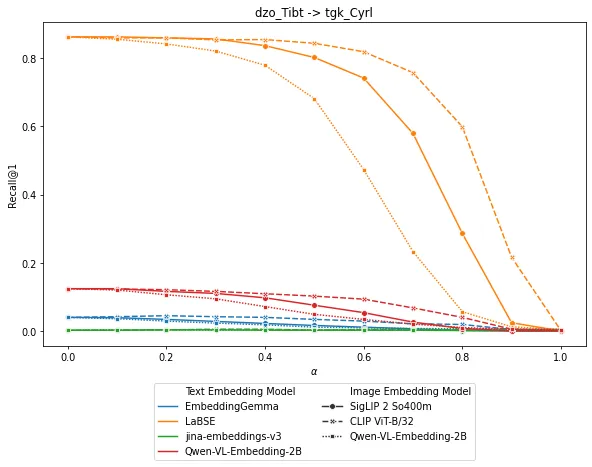 dzo_Tibt -> tgk_Cyrl
Recall@1
0.8
0.6
0.4
0.2
0.0
0.0 0.2 0.4 0.6 0.8 1.0
α
Text Embedding Model
EmbeddingGemma
LaBSE
jina-embeddings-v3
Qwen-VL-Embedding-2B
Image Embedding Model
SigLIP 2 So400m
CLIP ViT-B/32
Qwen-VL-Embedding-2B